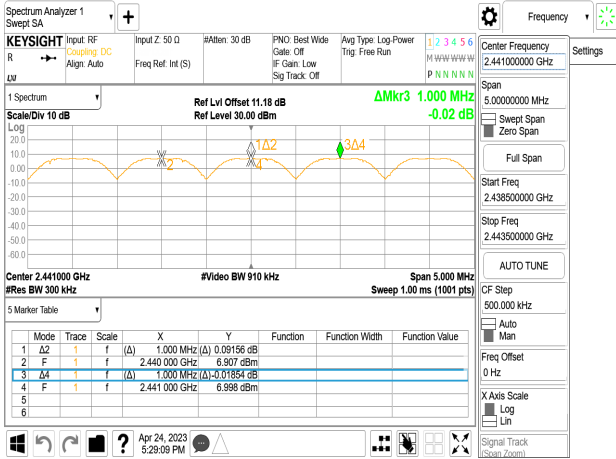 Spectrum Analyzer 1
Swept SA
Frequency
KEYSIGHT
R
Input: RF
Coupling: DC
Align: Auto
Input Z: 50 Ω
Freq Ref: Int (S)
#Atten: 30 dB
PNO: Best Wide
Gate: Off
IF Gain: Low
Sig Track: Off
Avg Type: Log-Power
Trig: Free Run
1 2 3 4 5 6
M W W W W W
P N N N N N
1 Spectrum
Scale/Div 10 dB
Ref Lvl Offset 11.18 dB
Ref Level 30.00 dBm
ΔMkr3 1.000 MHz
-0.02 dB
Log
20.0
10.0
0.00
-10.0
-20.0
-30.0
-40.0
-50.0
-60.0
2
1Δ2
4
3Δ4
Center 2.441000 GHz
#Res BW 300 kHz
#Video BW 910 kHz
Span 5.000 MHz
Sweep 1.00 ms (1001 pts)
5 Marker Table
Mode Trace Scale X Y Function Function Width Function Value
1 Δ2 1 f (Δ) 1.000 MHz (Δ) 0.09156 dB
2 F 1 f 2.440 000 GHz 6.907 dBm
3 Δ4 1 f (Δ) 1.000 MHz (Δ)-0.01854 dB
4 F 1 f 2.441 000 GHz 6.998 dBm
5
6
Apr 24, 2023
5:29:09 PM
Center Frequency
2.441000000 GHz
Settings
Span
5.00000000 MHz
Swept Span
Zero Span
Full Span
Start Freq
2.438500000 GHz
Stop Freq
2.443500000 GHz
AUTO TUNE
CF Step
500.000 kHz
Auto
Man
Freq Offset
0 Hz
X Axis Scale
Log
Lin
Signal Track
(Span Zoom)